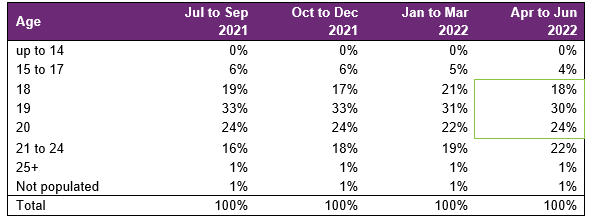 Age Jul to Sep 2021 Oct to Dec 2021 Jan to Mar 2022 Apr to Jun 2022
up to 14 0% 0% 0% 0%
15 to 17 6% 6% 5% 4%
18 19% 17% 21% 18%
19 33% 33% 31% 30%
20 24% 24% 22% 24%
21 to 24 16% 18% 19% 22%
25+ 1% 1% 1% 1%
Not populated 1% 1% 1% 1%
Total 100% 100% 100% 100%